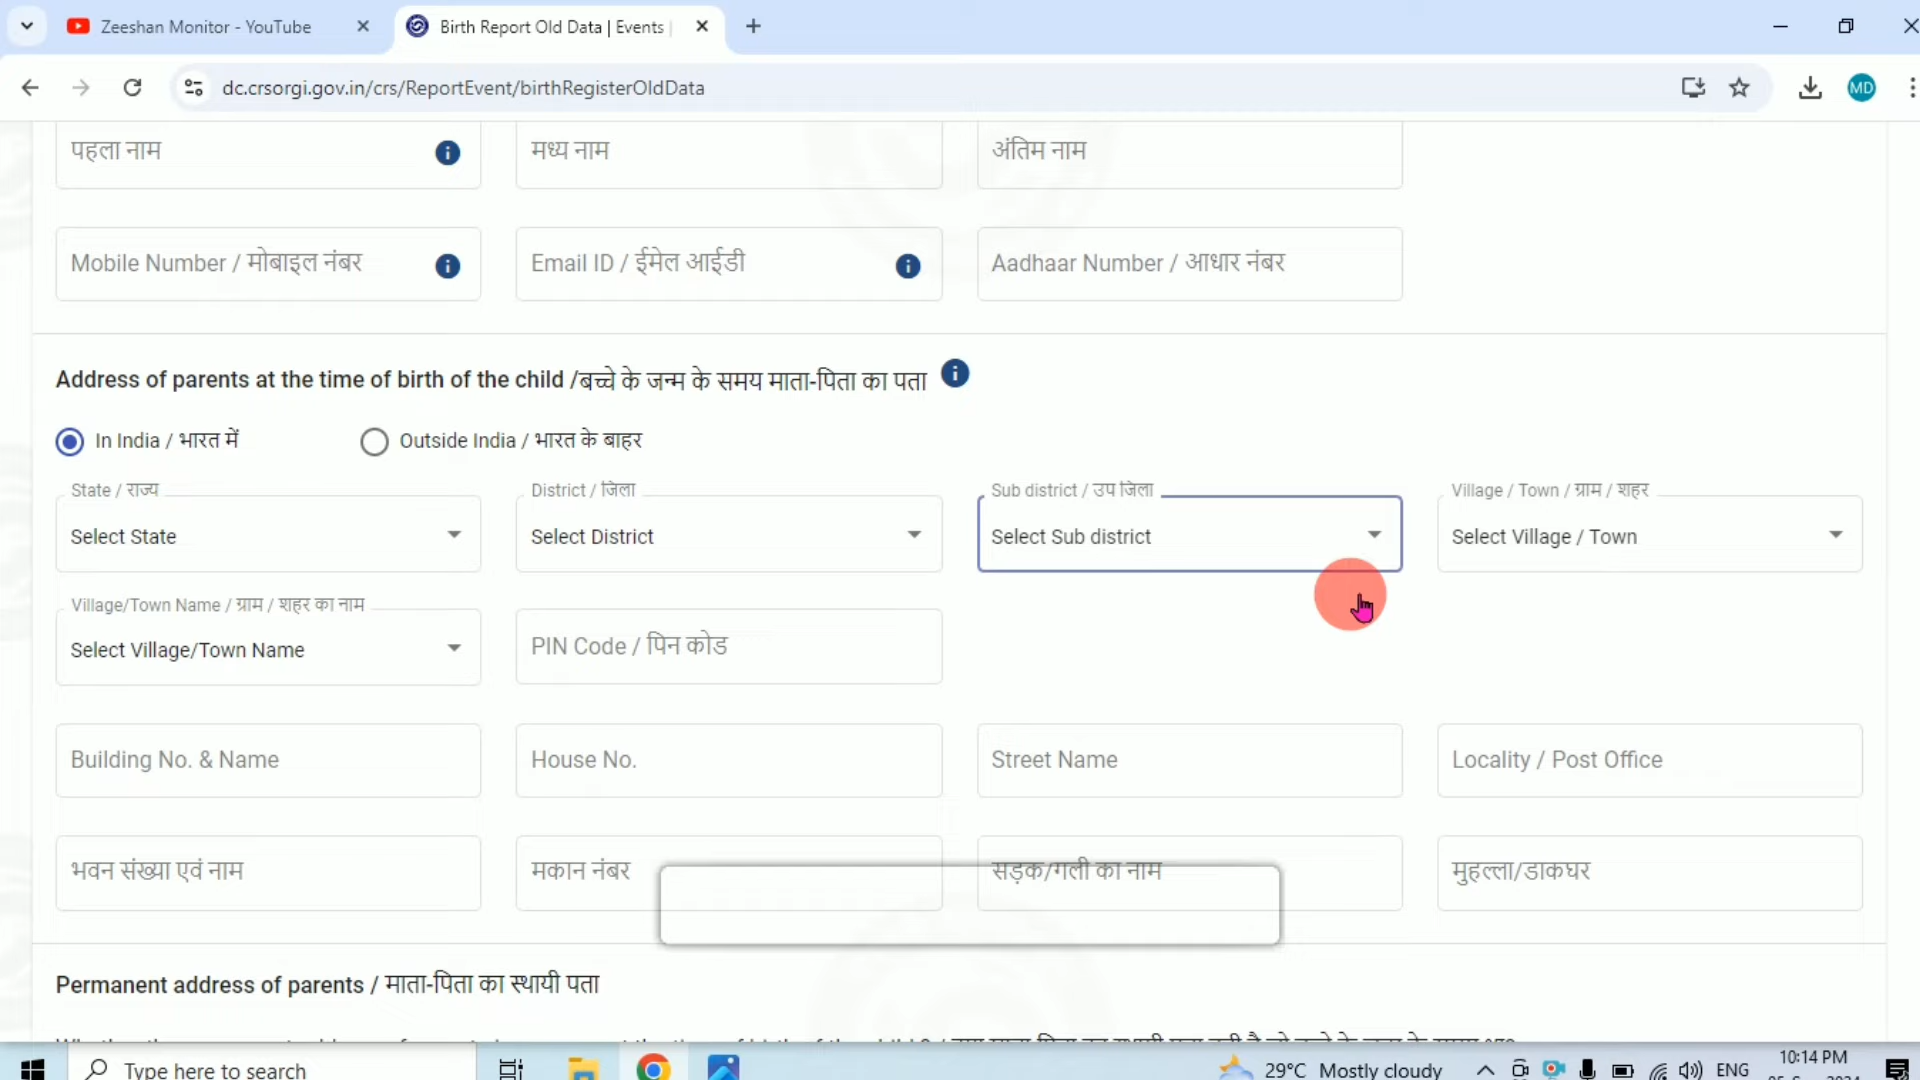 Zeeshan Monitor - YouTube
Birth Report Old Data | Events |
dc.crsorgi.gov.in/crs/ReportEvent/birthRegisterOldData
MD
पहला नाम
मध्य नाम
अंतिम नाम
Mobile Number / मोबाइल नंबर
Email ID / ईमेल आईडी
Aadhaar Number / आधार नंबर
Address of parents at the time of birth of the child /बच्चे के जन्म के समय माता-पिता का पता
In India / भारत में
Outside India / भारत के बाहर
State / राज्य
District / जिला
Sub district / उप जिला
Village / Town / ग्राम / शहर
Select State
Select District
Select Sub district
Select Village / Town
Village/Town Name / ग्राम / शहर का नाम
Select Village/Town Name
PIN Code / पिन कोड
Building No. & Name
House No.
Street Name
Locality / Post Office
भवन संख्या एवं नाम
मकान नंबर
सड़क/गली का नाम
मुहल्ला/डाकघर
Permanent address of parents / माता-पिता का स्थायी पता
Type here to search
29°C Mostly cloudy
ENG
10:14 PM